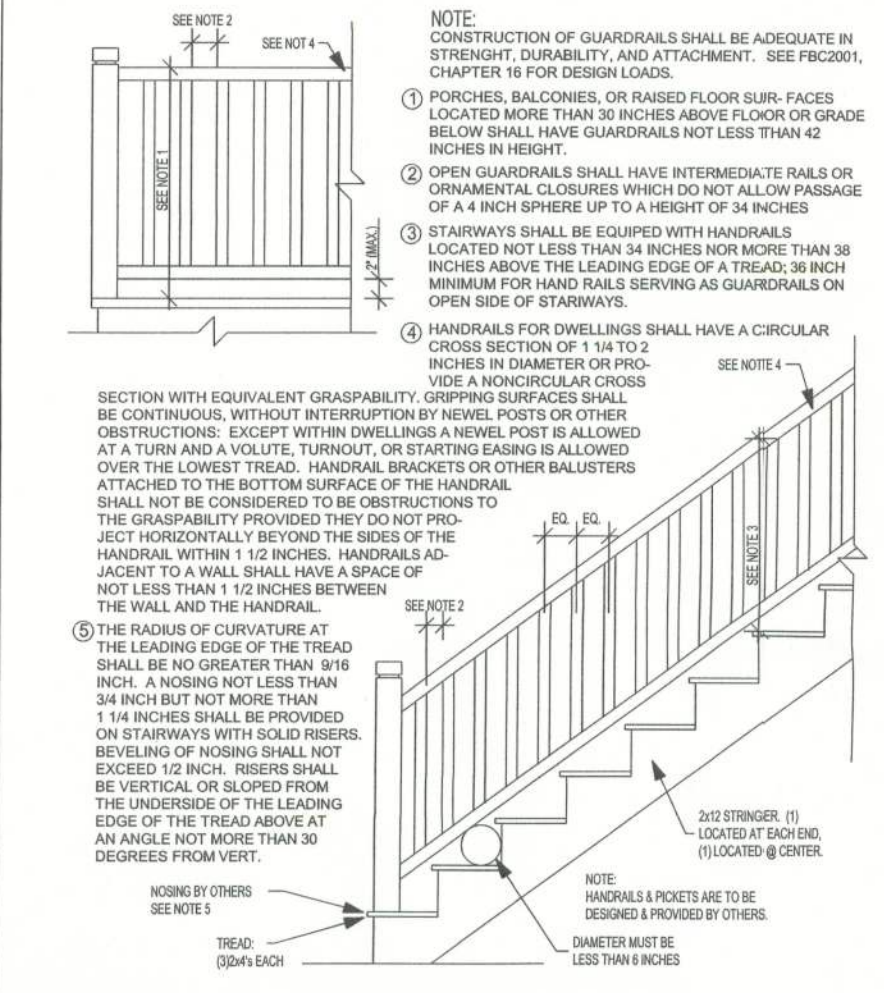 SEE NOTE 2
SEE NOT 4
SEE NOTE 1
2" (MAX.)
NOTE:
CONSTRUCTION OF GUARDRAILS SHALL BE ADEQUATE IN
STRENGHT, DURABILITY, AND ATTACHMENT. SEE FBC2001,
CHAPTER 16 FOR DESIGN LOADS.
1 PORCHES, BALCONIES, OR RAISED FLOOR SUR- FACES
LOCATED MORE THAN 30 INCHES ABOVE FLOOR OR GRADE
BELOW SHALL HAVE GUARDRAILS NOT LESS THAN 42
INCHES IN HEIGHT.
2 OPEN GUARDRAILS SHALL HAVE INTERMEDIATE RAILS OR
ORNAMENTAL CLOSURES WHICH DO NOT ALLOW PASSAGE
OF A 4 INCH SPHERE UP TO A HEIGHT OF 34 INCHES
3 STAIRWAYS SHALL BE EQUIPED WITH HANDRAILS
LOCATED NOT LESS THAN 34 INCHES NOR MORE THAN 38
INCHES ABOVE THE LEADING EDGE OF A TREAD; 36 INCH
MINIMUM FOR HAND RAILS SERVING AS GUARDRAILS ON
OPEN SIDE OF STARIWAYS.
4 HANDRAILS FOR DWELLINGS SHALL HAVE A CIRCULAR
CROSS SECTION OF 1 1/4 TO 2
INCHES IN DIAMETER OR PRO-
VIDE A NONCIRCULAR CROSS
SECTION WITH EQUIVALENT GRASPABILITY. GRIPPING SURFACES SHALL
BE CONTINUOUS, WITHOUT INTERRUPTION BY NEWEL POSTS OR OTHER
OBSTRUCTIONS: EXCEPT WITHIN DWELLINGS A NEWEL POST IS ALLOWED
AT A TURN AND A VOLUTE, TURNOUT, OR STARTING EASING IS ALLOWED
OVER THE LOWEST TREAD. HANDRAIL BRACKETS OR OTHER BALUSTERS
ATTACHED TO THE BOTTOM SURFACE OF THE HANDRAIL
SHALL NOT BE CONSIDERED TO BE OBSTRUCTIONS TO
THE GRASPABILITY PROVIDED THEY DO NOT PRO-
JECT HORIZONTALLY BEYOND THE SIDES OF THE
HANDRAIL WITHIN 1 1/2 INCHES. HANDRAILS AD-
JACENT TO A WALL SHALL HAVE A SPACE OF
NOT LESS THAN 1 1/2 INCHES BETWEEN
THE WALL AND THE HANDRAIL.
5 THE RADIUS OF CURVATURE AT
THE LEADING EDGE OF THE TREAD
SHALL BE NO GREATER THAN 9/16
INCH. A NOSING NOT LESS THAN
3/4 INCH BUT NOT MORE THAN
1 1/4 INCHES SHALL BE PROVIDED
ON STAIRWAYS WITH SOLID RISERS.
BEVELING OF NOSING SHALL NOT
EXCEED 1/2 INCH. RISERS SHALL
BE VERTICAL OR SLOPED FROM
THE UNDERSIDE OF THE LEADING
EDGE OF THE TREAD ABOVE AT
AN ANGLE NOT MORE THAN 30
DEGREES FROM VERT.
SEE NOTTE 4
EQ. EQ.
SEE NOTE 3
SEE NOTE 2
2x12 STRINGER. (1)
LOCATED AT EACH END,
(1) LOCATED @ CENTER.
NOTE:
HANDRAILS & PICKETS ARE TO BE
DESIGNED & PROVIDED BY OTHERS.
NOSING BY OTHERS
SEE NOTE 5
TREAD:
(3)2x4's EACH
DIAMETER MUST BE
LESS THAN 6 INCHES